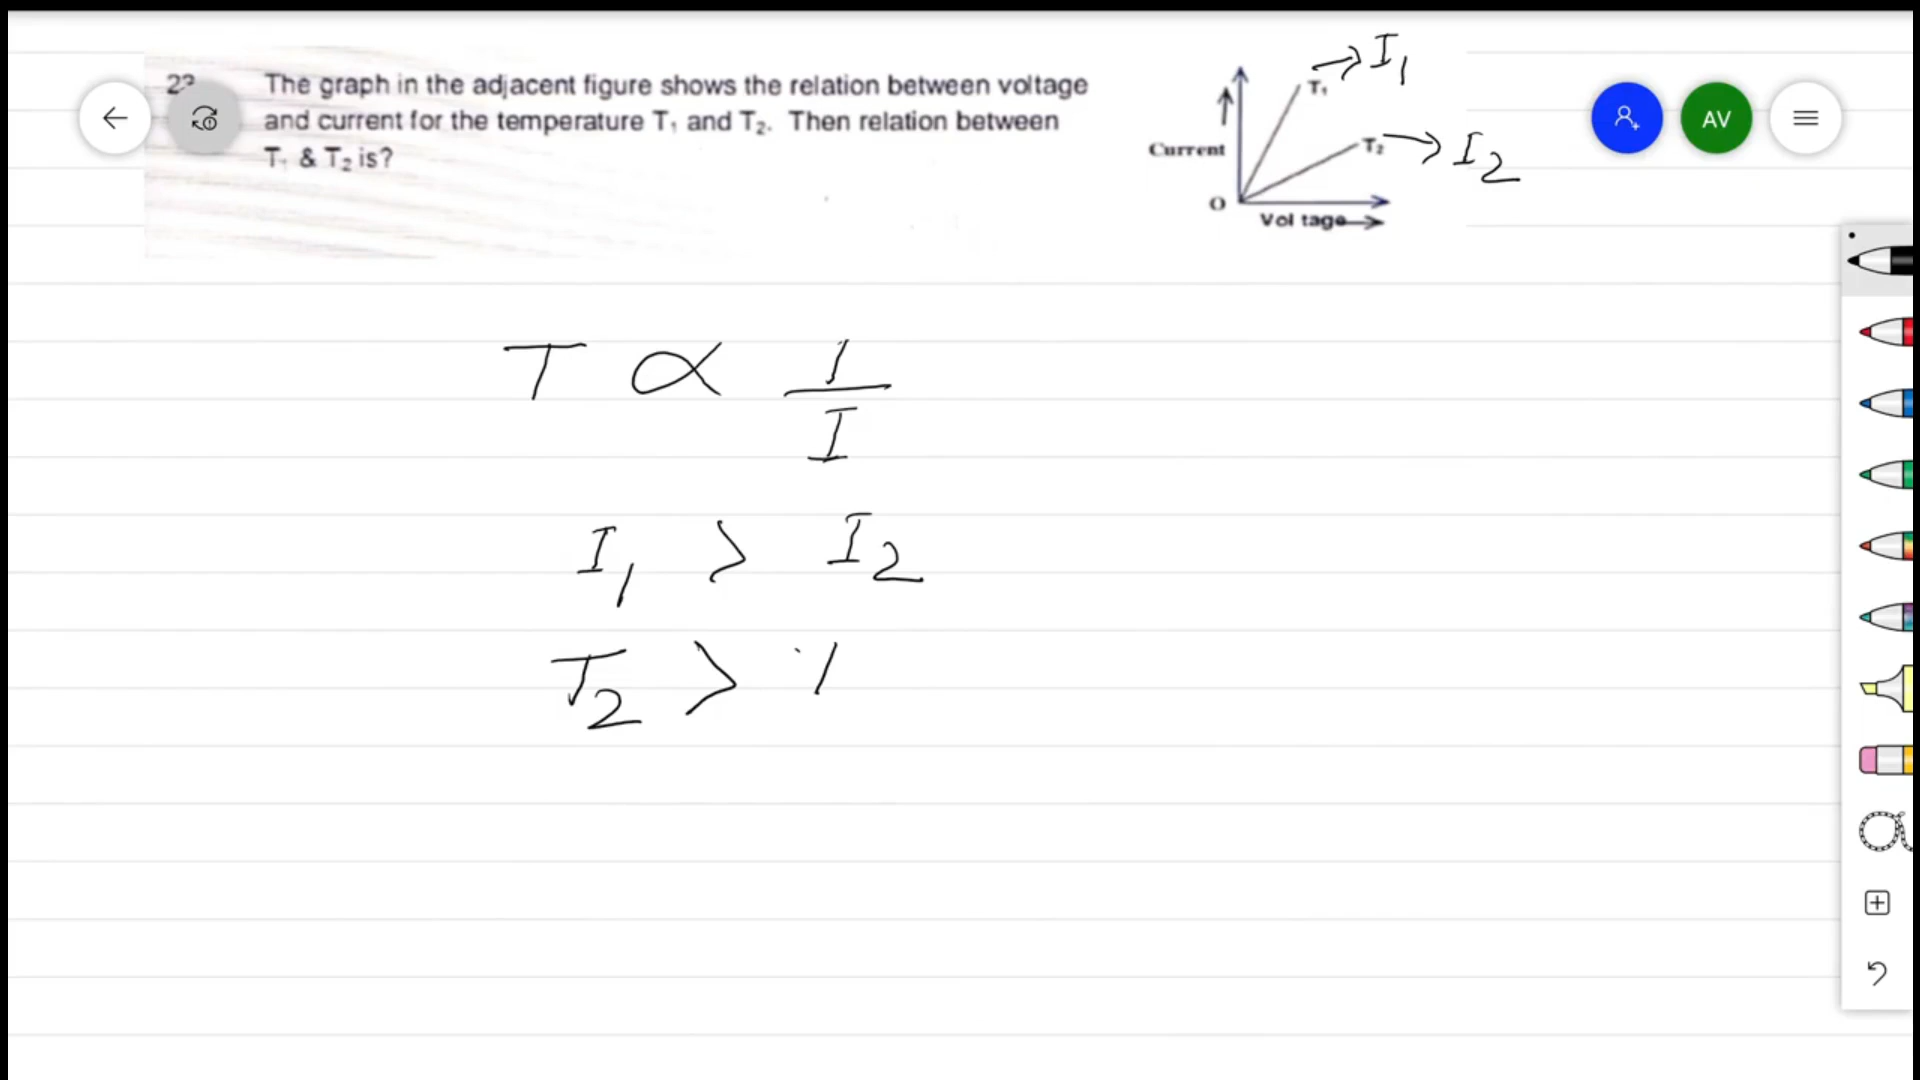 23
The graph in the adjacent figure shows the relation between voltage
and current for the temperature T₁ and T₂. Then relation between
T₁ & T₂ is?
T₁ → I₁
T₂ → I₂
Current
O
Vol tage
AV
T ∝ 1/I
I₁ > I₂
T₂ >